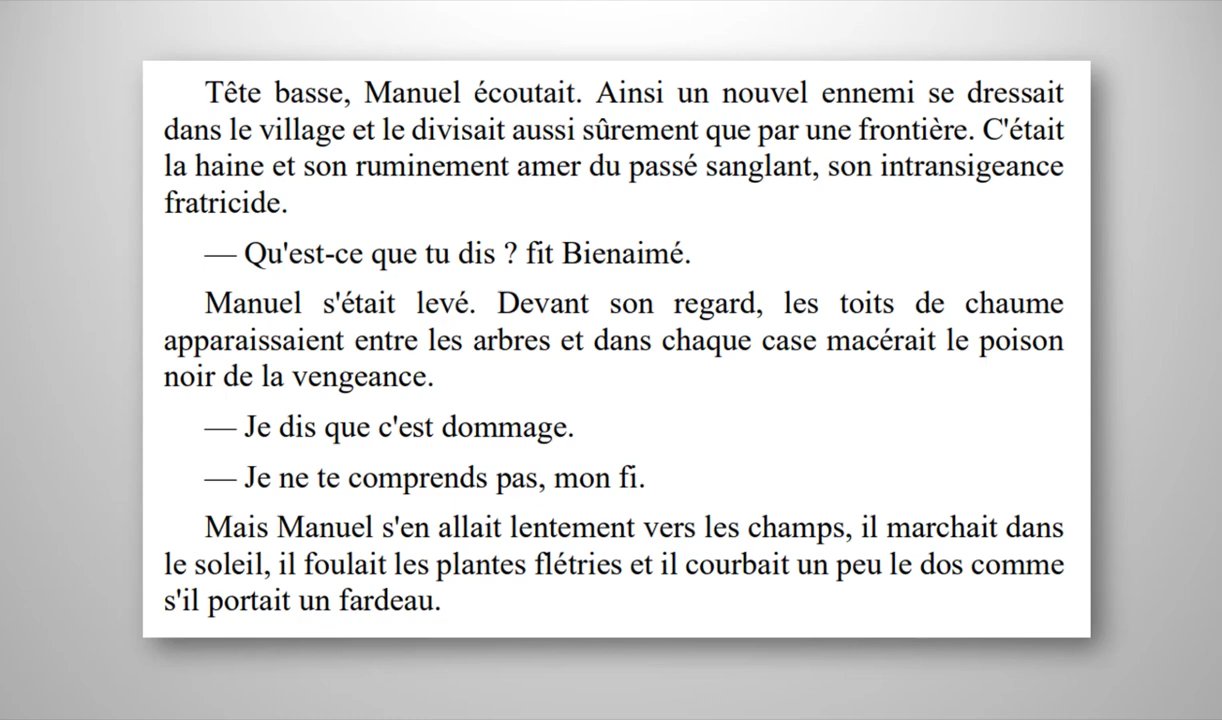 Tête basse, Manuel écoutait. Ainsi un nouvel ennemi se dressait
dans le village et le divisait aussi sûrement que par une frontière. C'était
la haine et son ruminement amer du passé sanglant, son intransigeance
fratricide.
— Qu'est-ce que tu dis ? fit Bienaimé.
Manuel s'était levé. Devant son regard, les toits de chaume
apparaissaient entre les arbres et dans chaque case macérait le poison
noir de la vengeance.
— Je dis que c'est dommage.
— Je ne te comprends pas, mon fi.
Mais Manuel s'en allait lentement vers les champs, il marchait dans
le soleil, il foulait les plantes flétries et il courbait un peu le dos comme
s'il portait un fardeau.